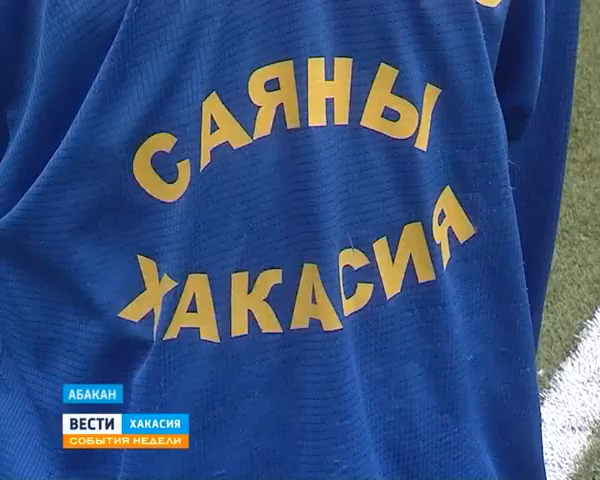 САЯНЫ
ХАКАСИЯ
АБАКАН
ВЕСТИ ХАКАСИЯ
СОБЫТИЯ НЕДЕЛИ